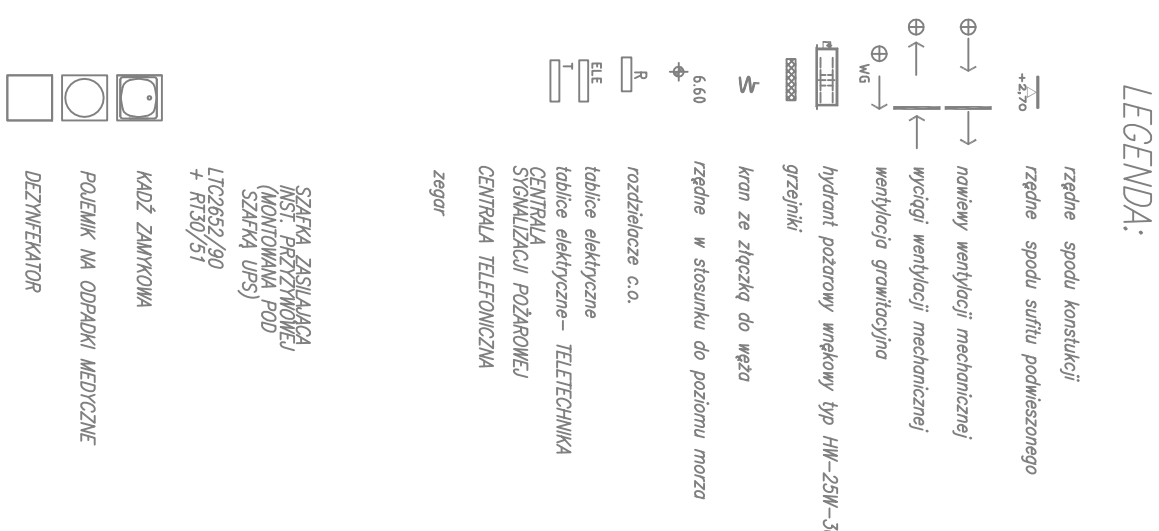 LEGENDA:
rzędne spodu konstukcji
+2,70
rzędne spodu sufitu podwieszonego
nawiewy wentylacji mechanicznej
wyciągi wentylacji mechanicznej
WG
wentylacja grawitacyjna
hydrant pożarowy wnękowy typ HW-25W-3
grzejniki
kran ze złączką do węża
6.60
rzędne w stosunku do poziomu morza
R
rozdzielacze c.o.
ELE
tablice elektryczne
T
tablice elektryczne- TELETECHNIKA
CENTRALA
SYGNALIZACJI POŻAROWEJ
CENTRALA TELEFONICZNA
zegar
SZAFKA ZASILAJĄCA
INST. PRZYZYWOWEJ
(MONTOWANA POD
SZAFKĄ UPS)
LTC2652/90
+ RT30/51
KADŹ ZAMYKOWA
POJEMIK NA ODPADKI MEDYCZNE
DEZYNFEKATOR